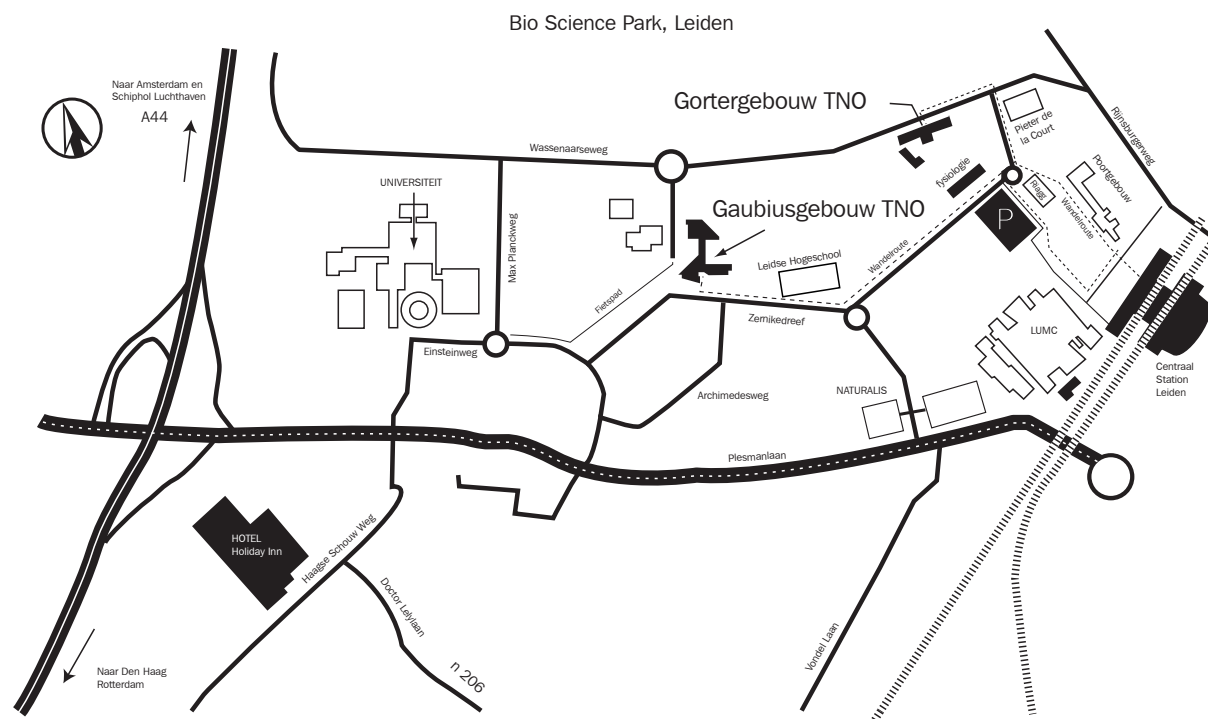 Bio Science Park, Leiden
Naar Amsterdam en
Schiphol Luchthaven
A44
Gortergebouw TNO
Pieter de
la Court
Rijnsburgerweg
Wassenaarseweg
UNIVERSITEIT
fysiologie
Poortgebouw
Riagg
Wandelroute
P
Gaubiusgebouw TNO
Max Planckweg
Leidse Hogeschool
Wandelroute
Fietspad
Zernikedreef
LUMC
Einsteinweg
Centraal
Station
Leiden
NATURALIS
Archimedesweg
Plesmanlaan
HOTEL
Holiday Inn
Haagse Schouw Weg
Doctor Lelylaan
n 206
Vondel Laan
Naar Den Haag
Rotterdam